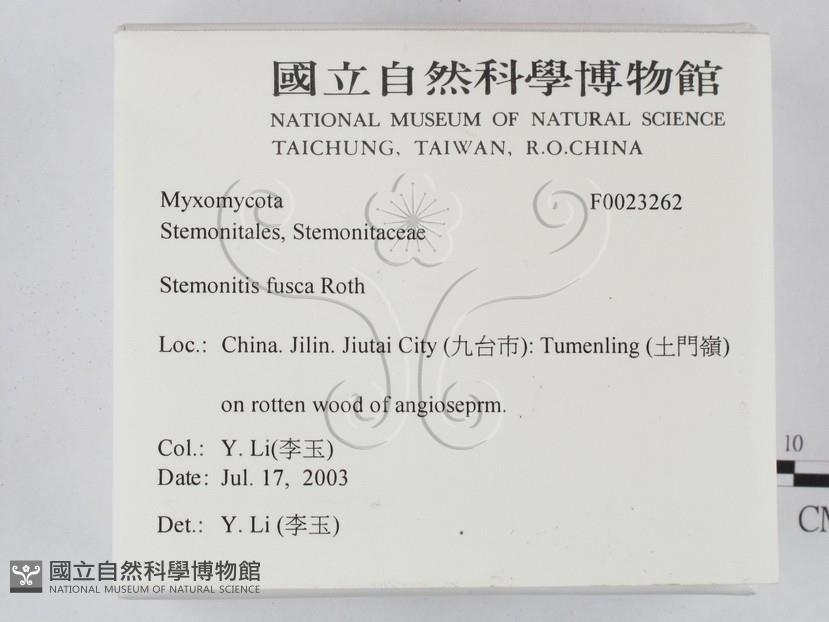 國立自然科學博物館
NATIONAL MUSEUM OF NATURAL SCIENCE
TAICHUNG, TAIWAN, R.O.CHINA
Myxomycota F0023262
Stemonitales, Stemonitaceae
Stemonitis fusca Roth
Loc.: China. Jilin. Jiutai City (九台市): Tumenling (土門嶺)
on rotten wood of angioseprm.
Col.: Y. Li(李玉)
Date: Jul. 17, 2003
Det.: Y. Li (李玉)
10
CM
國立自然科學博物館
NATIONAL MUSEUM OF NATURAL SCIENCE